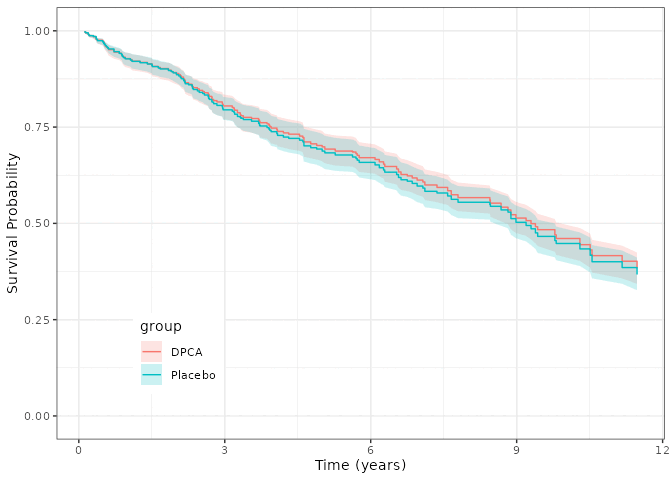 1.00
0.75
0.50
0.25
0.00
Survival Probability
group
DPCA
Placebo
0 3 6 9 12
Time (years)